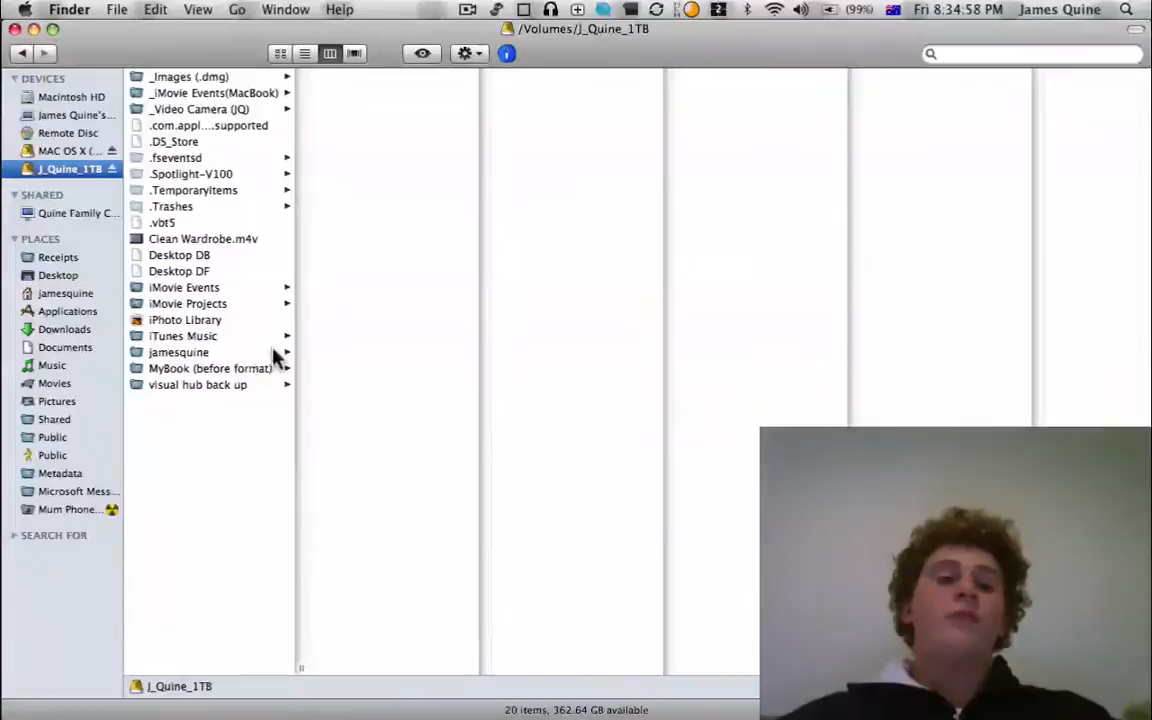 Finder File Edit View Go Window Help 2 (99%) Fri 8:34:58 PM James Quine
/Volumes/J_Quine_1TB
DEVICES
Macintosh HD
James Quine's...
Remote Disc
MAC OS X (...
J_Quine_1TB
SHARED
Quine Family C...
PLACES
Receipts
Desktop
jamesquine
Applications
Downloads
Documents
Music
Movies
Pictures
Shared
Public
Public
Metadata
Microsoft Mess...
Mum Phone...
SEARCH FOR
_Images (.dmg)
_iMovie Events(MacBook)
_Video Camera (JQ)
.com.appl....supported
.DS_Store
.fseventsd
.Spotlight-V100
.TemporaryItems
.Trashes
.vbt5
Clean Wardrobe.m4v
Desktop DB
Desktop DF
iMovie Events
iMovie Projects
iPhoto Library
iTunes Music
jamesquine
MyBook (before format)
visual hub back up
J_Quine_1TB
20 items, 362.64 GB available